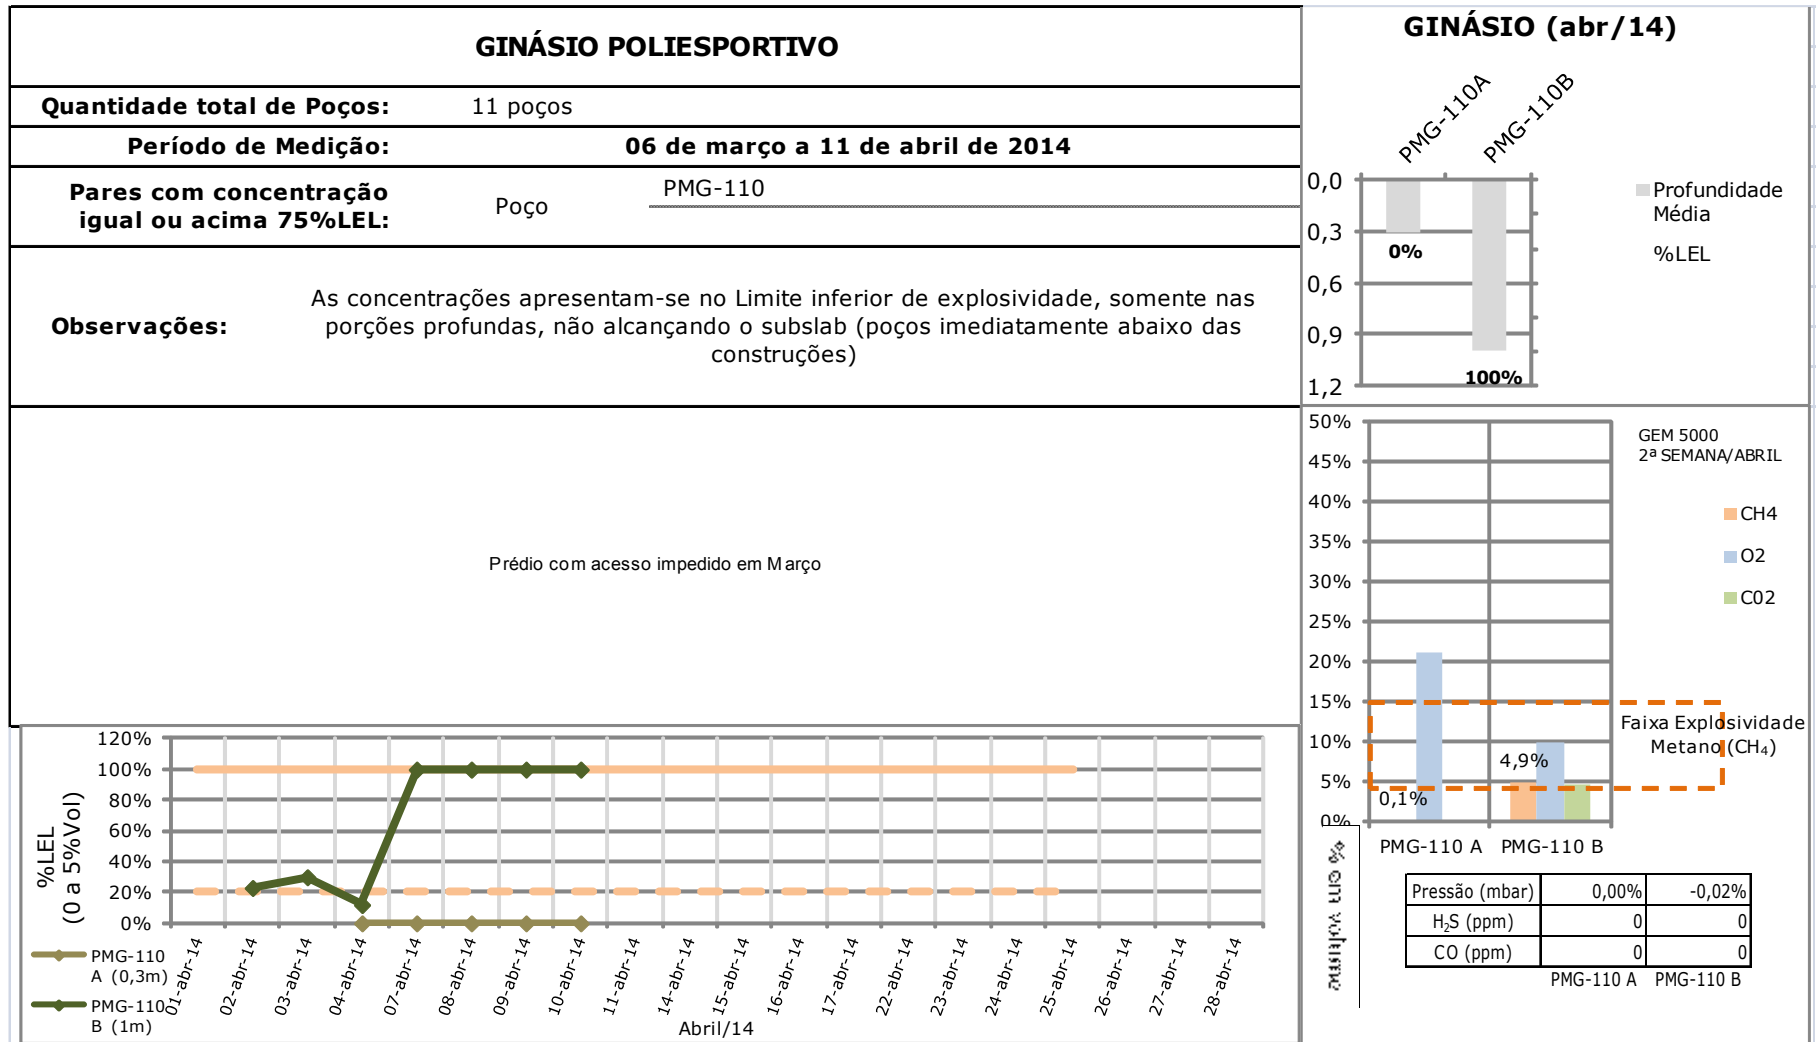 GINÁSIO POLIESPORTIVO
Quantidade total de Poços: 11 poços
Período de Medição: 06 de março a 11 de abril de 2014
Pares com concentração
igual ou acima 75%LEL:
Poço
PMG-110
Observações:
As concentrações apresentam-se no Limite inferior de explosividade, somente nas
porções profundas, não alcançando o subslab (poços imediatamente abaixo das
construções)
Prédio com acesso impedido em Março
120%
100%
80%
60%
40%
20%
0%
%LEL
(0 a 5%Vol)
PMG-110
A (0,3m)
PMG-110
B (1m)
01-abr-14
02-abr-14
03-abr-14
04-abr-14
07-abr-14
08-abr-14
09-abr-14
10-abr-14
11-abr-14
14-abr-14
15-abr-14
16-abr-14
17-abr-14
22-abr-14
23-abr-14
24-abr-14
25-abr-14
26-abr-14
27-abr-14
28-abr-14
Abril/14
GINÁSIO (abr/14)
PMG-110A
PMG-110B
0,0
0,3
0,6
0,9
1,2
0%
100%
Profundidade
Média
%LEL
50%
45%
40%
35%
30%
25%
20%
15%
10%
5%
0%
GEM 5000
2ª SEMANA/ABRIL
CH4
O2
C02
Faixa Explosividade
Metano (CH₄)
0,1%
4,9%
PMG-110 A PMG-110 B
Pressão (mbar) 0,00% -0,02%
H₂S (ppm) 0 0
CO (ppm) 0 0
PMG-110 A PMG-110 B